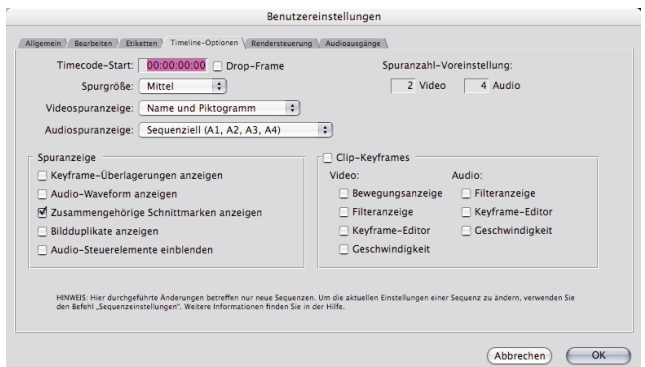 Benutzereinstellungen
Allgemein Bearbeiten Etiketten Timeline-Optionen Rendersteuerung Audioausgänge
Timecode-Start: 00:00:00:00 Drop-Frame
Spuranzahl-Voreinstellung:
Spurgröße: Mittel
2 Video 4 Audio
Videospuranzeige: Name und Piktogramm
Audiospuranzeige: Sequenziell (A1, A2, A3, A4)
Spuranzeige
Keyframe-Überlagerungen anzeigen
Audio-Waveform anzeigen
Zusammengehörige Schnittmarken anzeigen
Bildduplikate anzeigen
Audio-Steuerelemente einblenden
Clip-Keyframes
Video: Audio:
Bewegungsanzeige Filteranzeige
Filteranzeige Keyframe-Editor
Keyframe-Editor Geschwindigkeit
Geschwindigkeit
HINWEIS: Hier durchgeführte Änderungen betreffen nur neue Sequenzen. Um die aktuellen Einstellungen einer Sequenz zu ändern, verwenden Sie
den Befehl „Sequenzeinstellungen". Weitere Informationen finden Sie in der Hilfe.
Abbrechen OK